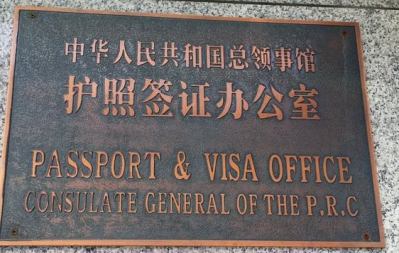 中华人民共和国总领事馆
护照签证办公室
PASSPORT & VISA OFFICE
CONSULATE GENERAL OF THE P.R.C